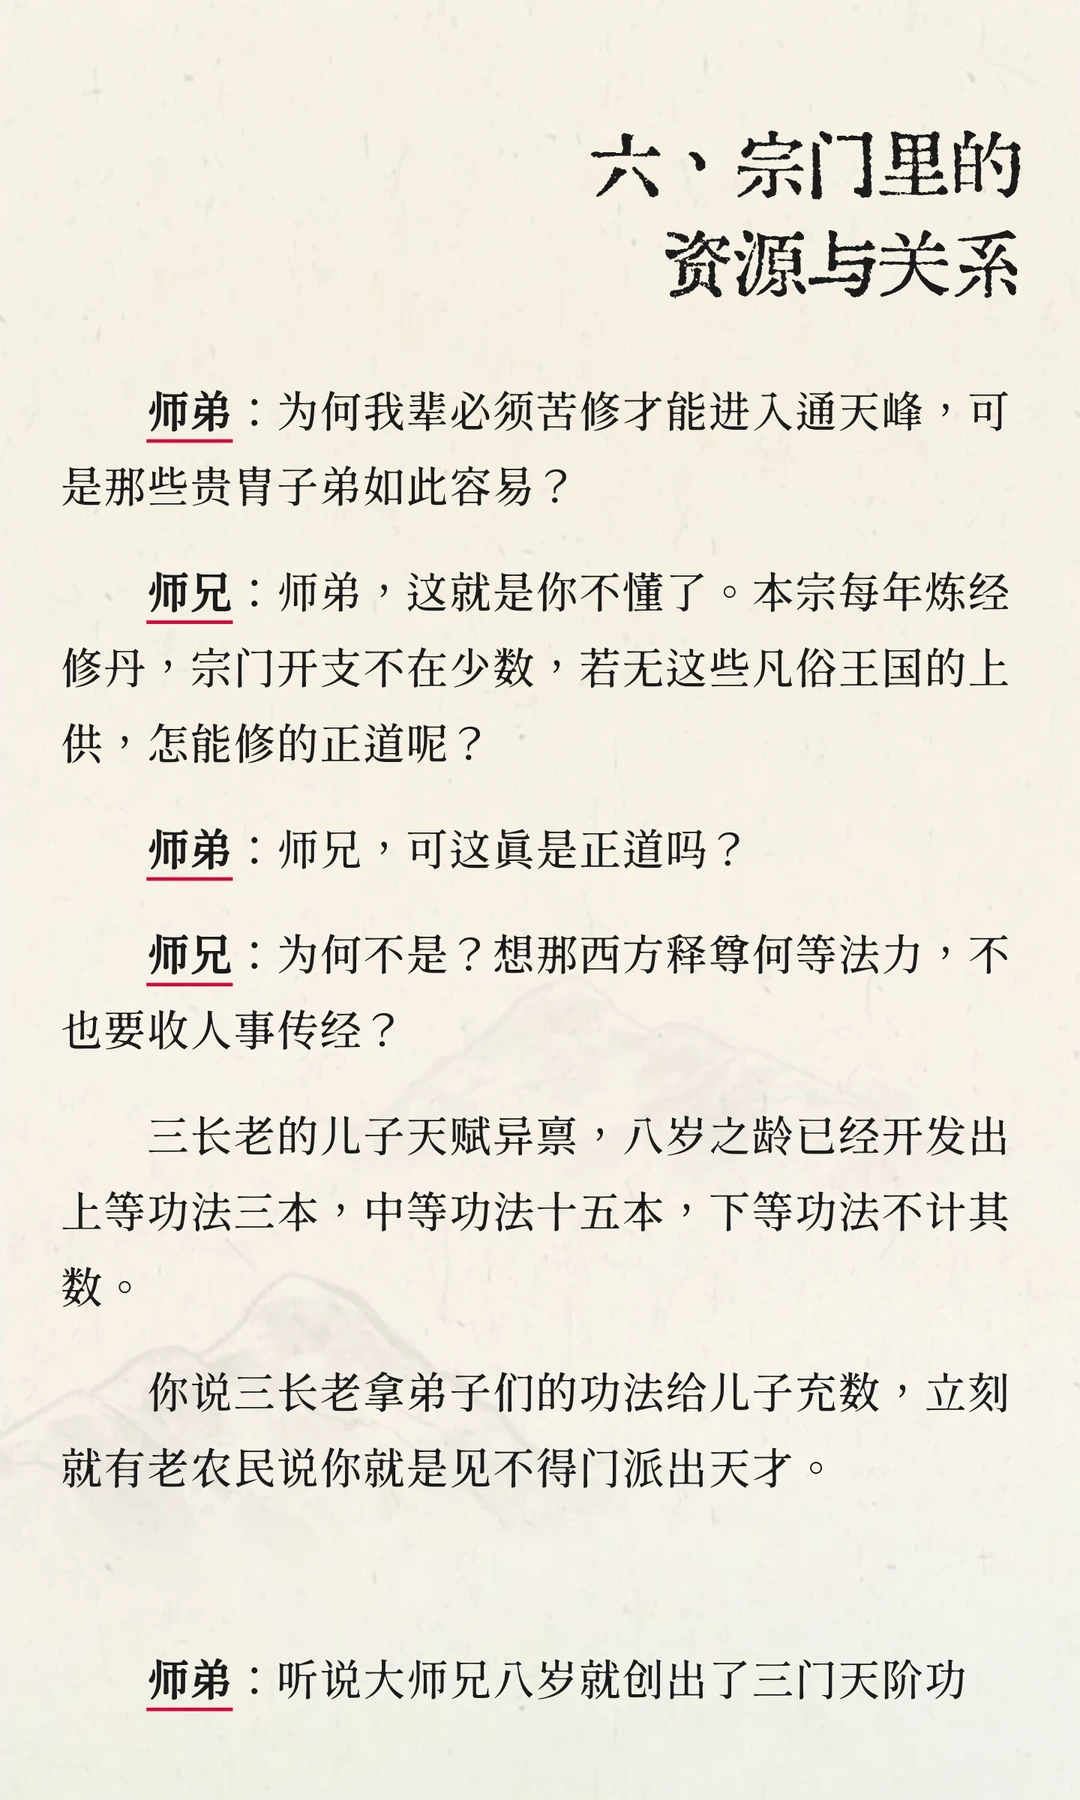 六、宗门里的
资源与关系
师弟：为何我辈必须苦修才能进入通天峰，可
是那些贵胄子弟如此容易？
师兄：师弟，这就是你不懂了。本宗每年炼经
修丹，宗门开支不在少数，若无这些凡俗王国的上
供，怎能修的正道呢？
师弟：师兄，可这眞是正道吗？
师兄：为何不是？想那西方释尊何等法力，不
也要收人事传经？
三长老的儿子天赋异禀，八岁之龄已经开发出
上等功法三本，中等功法十五本，下等功法不计其
数。
你说三长老拿弟子们的功法给儿子充数，立刻
就有老农民说你就是见不得门派出天才。
师弟：听说大师兄八岁就创出了三门天阶功